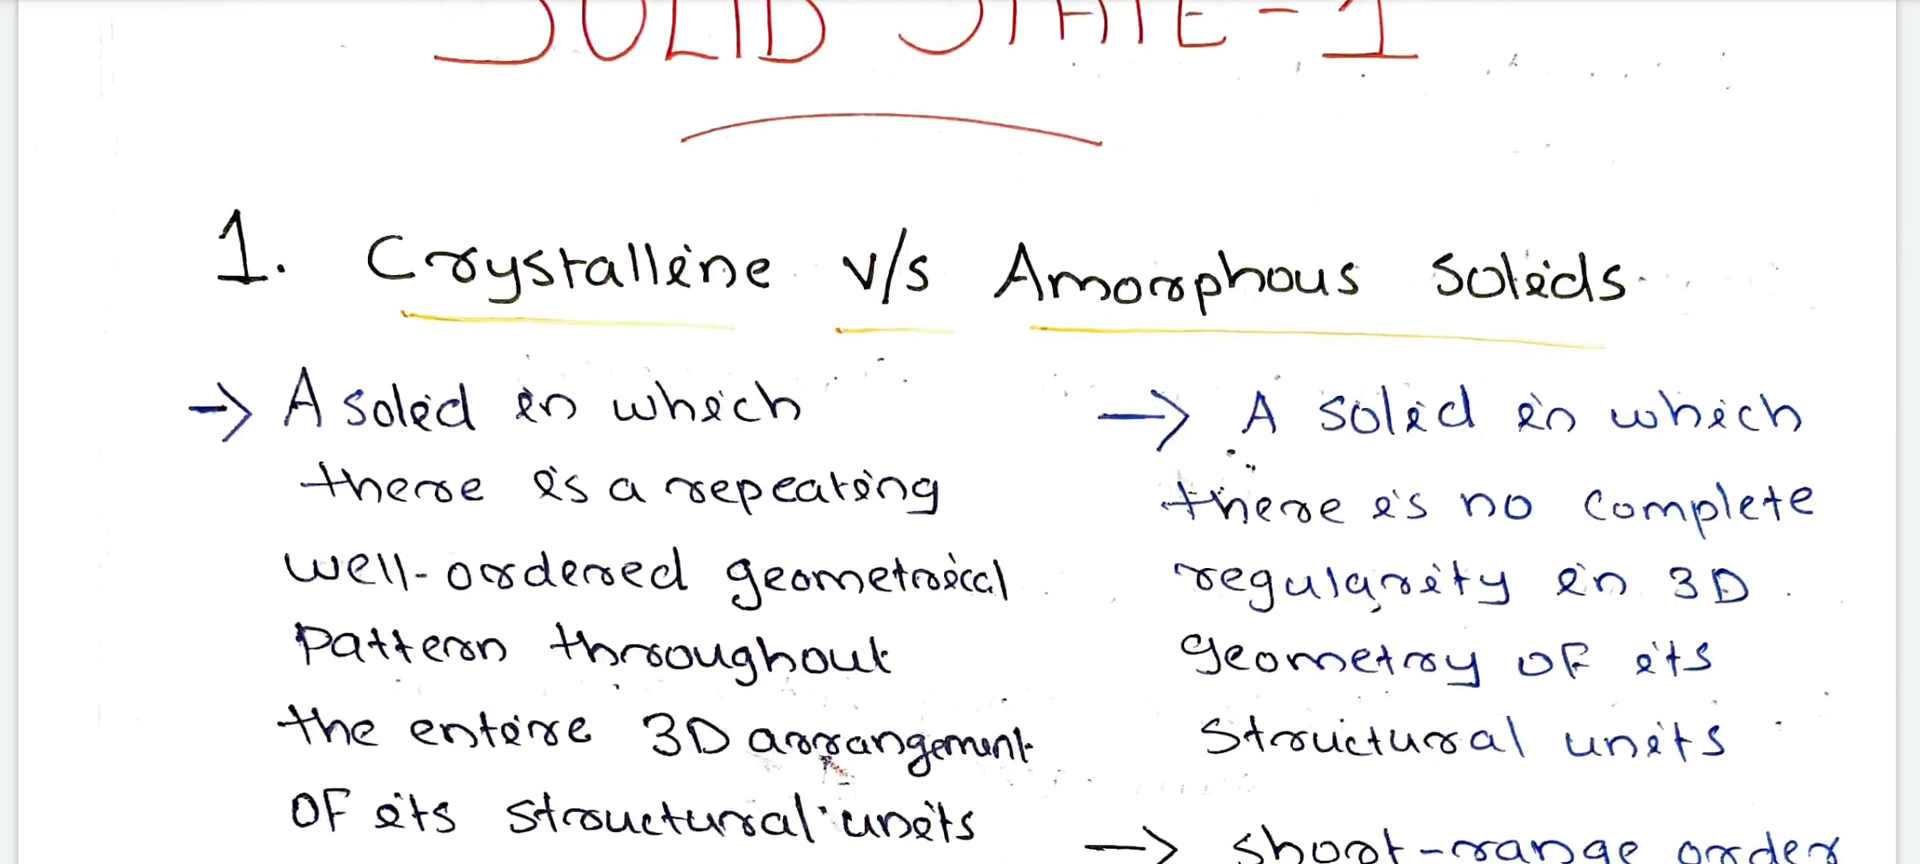 SOLID STATE - 1
1. Crystalline v/s Amorphous Solids.
→ A solid in which
there is a repeating
well-ordered geometrical
pattern throughout
the entire 3D arrangement
of its structural units
→ A solid in which
there is no complete
regularity in 3D
geometry of its
structural units
→ short-range order